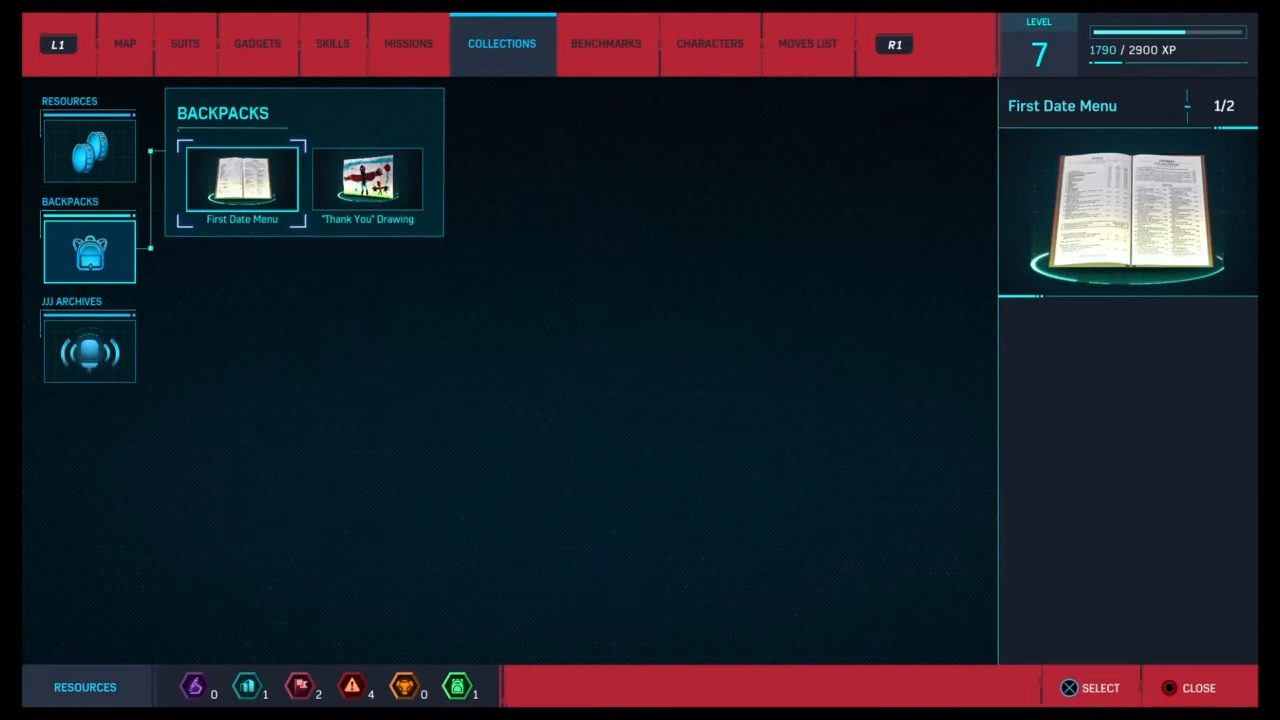 L1 MAP SUITS GADGETS SKILLS MISSIONS COLLECTIONS BENCHMARKS CHARACTERS MOVES LIST R1
LEVEL
7
1790 / 2900 XP
RESOURCES
BACKPACKS
First Date Menu
"Thank You" Drawing
BACKPACKS
JJJ ARCHIVES
First Date Menu 1/2
RESOURCES 0 1 2 4 0 1
SELECT CLOSE